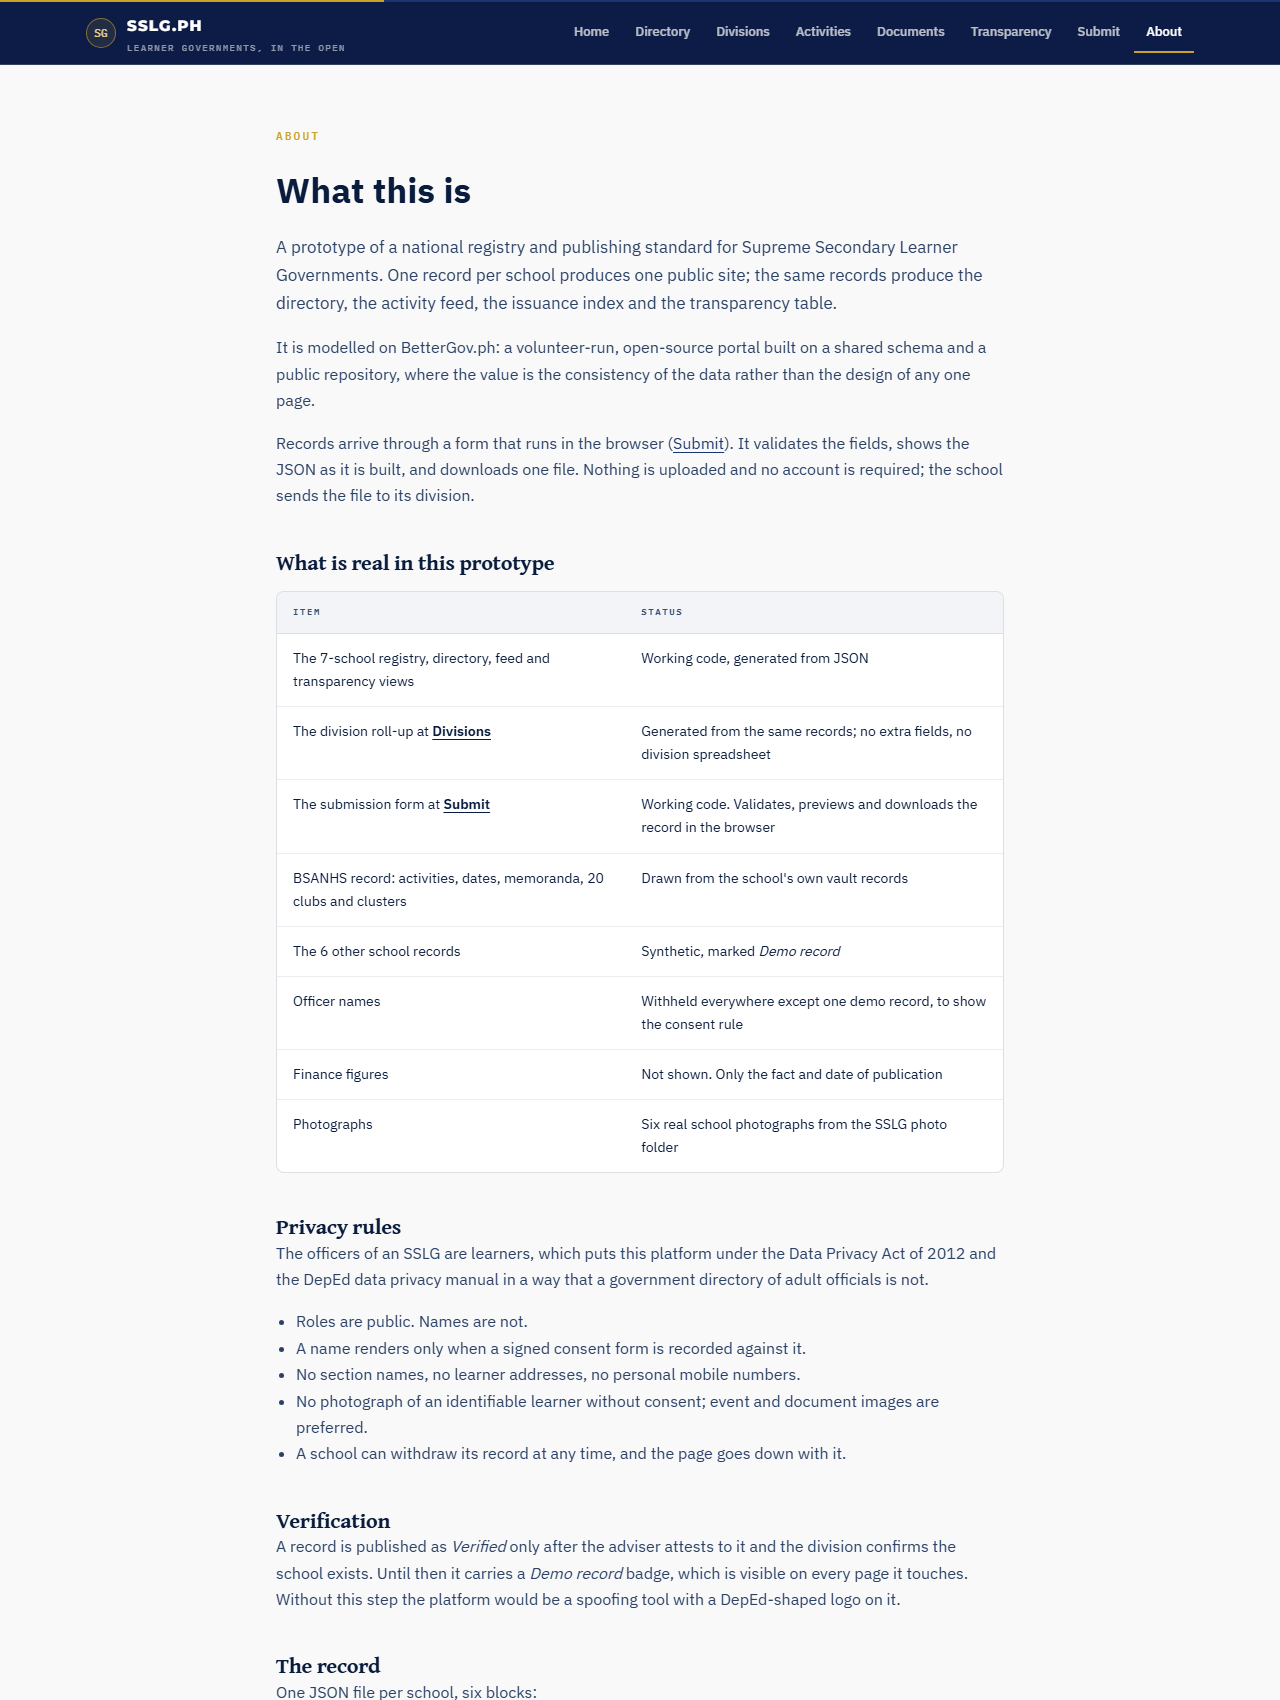 SG
SSLG.PH
LEARNER GOVERNMENTS, IN THE OPEN
Home Directory Divisions Activities Documents Transparency Submit About
ABOUT
What this is
A prototype of a national registry and publishing standard for Supreme Secondary Learner
Governments. One record per school produces one public site; the same records produce the
directory, the activity feed, the issuance index and the transparency table.
It is modelled on BetterGov.ph: a volunteer-run, open-source portal built on a shared schema and a
public repository, where the value is the consistency of the data rather than the design of any one
page.
Records arrive through a form that runs in the browser (Submit). It validates the fields, shows the
JSON as it is built, and downloads one file. Nothing is uploaded and no account is required; the school
sends the file to its division.
What is real in this prototype
ITEM STATUS
The 7-school registry, directory, feed and
transparency views
Working code, generated from JSON
The division roll-up at Divisions
Generated from the same records; no extra fields, no
division spreadsheet
The submission form at Submit
Working code. Validates, previews and downloads the
record in the browser
BSANHS record: activities, dates, memoranda, 20
clubs and clusters
Drawn from the school's own vault records
The 6 other school records
Synthetic, marked Demo record
Officer names
Withheld everywhere except one demo record, to show
the consent rule
Finance figures
Not shown. Only the fact and date of publication
Photographs
Six real school photographs from the SSLG photo
folder
Privacy rules
The officers of an SSLG are learners, which puts this platform under the Data Privacy Act of 2012 and
the DepEd data privacy manual in a way that a government directory of adult officials is not.
• Roles are public. Names are not.
• A name renders only when a signed consent form is recorded against it.
• No section names, no learner addresses, no personal mobile numbers.
• No photograph of an identifiable learner without consent; event and document images are
preferred.
• A school can withdraw its record at any time, and the page goes down with it.
Verification
A record is published as Verified only after the adviser attests to it and the division confirms the
school exists. Until then it carries a Demo record badge, which is visible on every page it touches.
Without this step the platform would be a spoofing tool with a DepEd-shaped logo on it.
The record
One JSON file per school, six blocks: